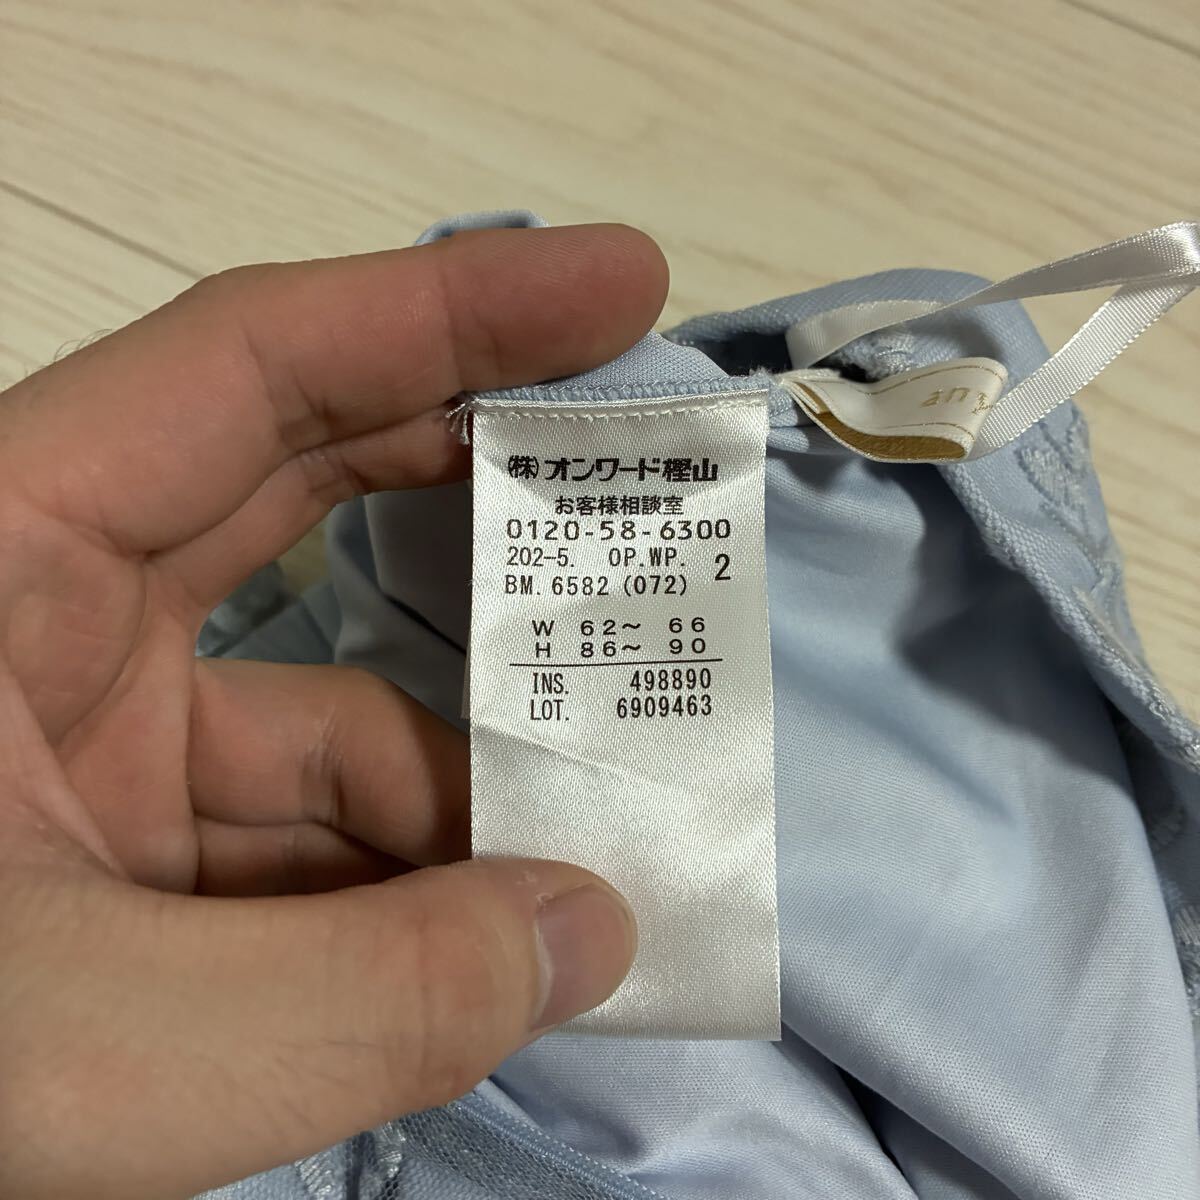 ㈱オンワード樫山
お客様相談室
0120-58-6300
202-5. OP.WP. 2
BM. 6582 (072)
W 62～ 66
H 86～ 90
INS. 498890
LOT. 6909463